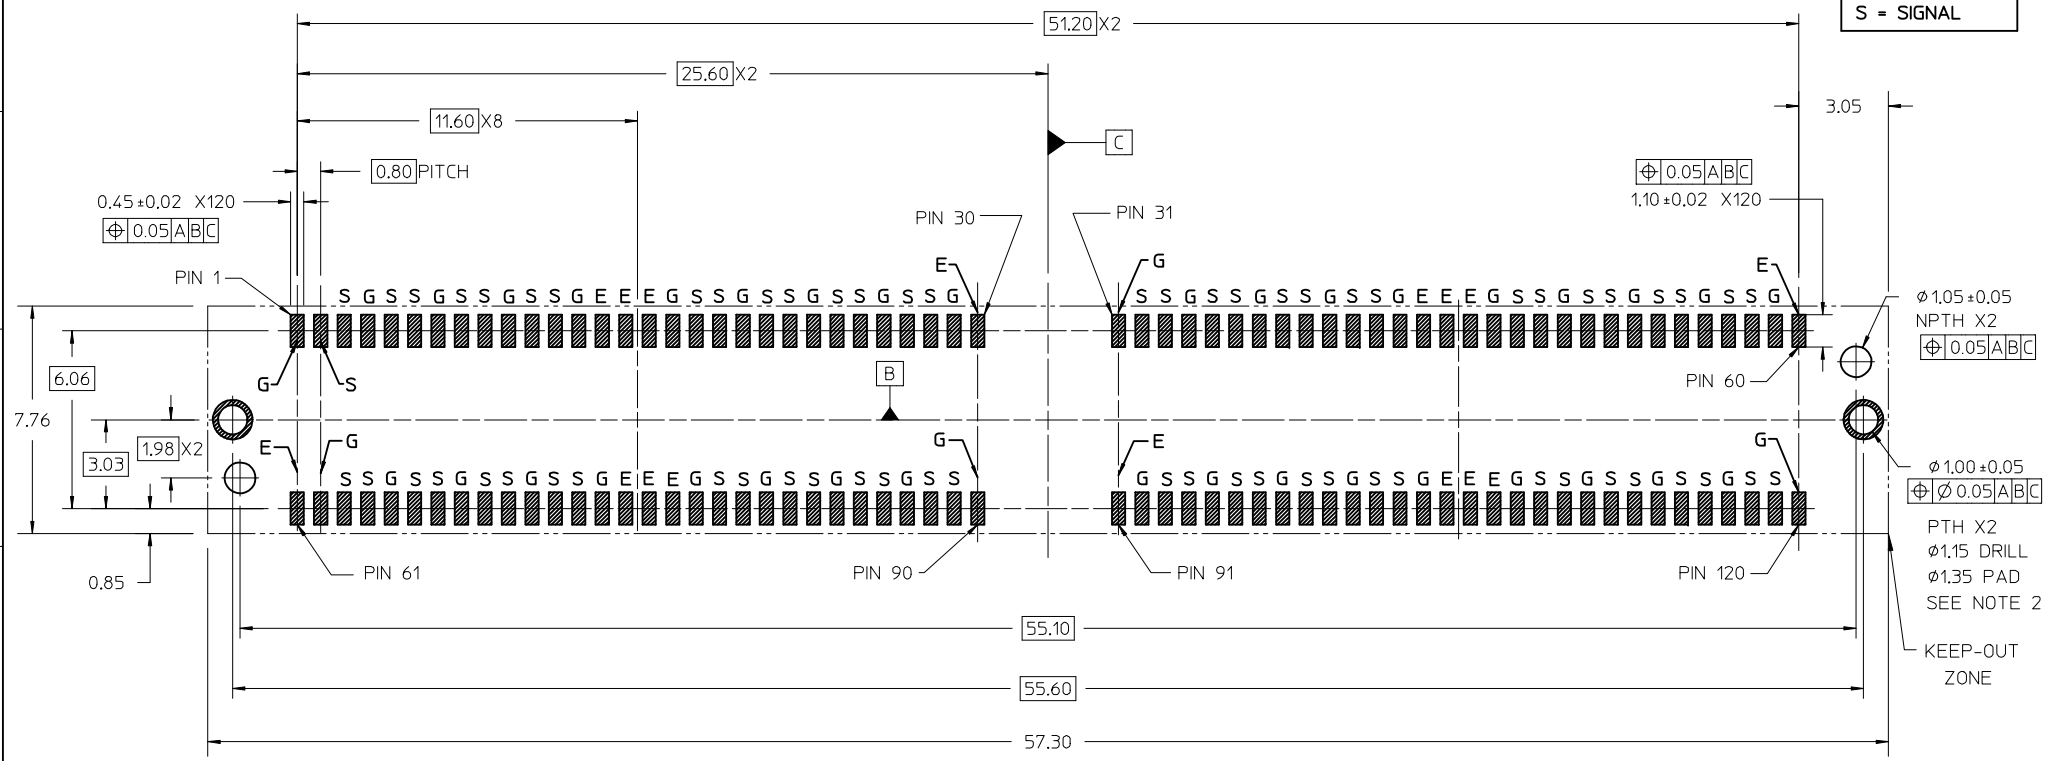 S = SIGNAL
51.20 X2
25.60 X2
3.05
11.60 X8
C
0.80 PITCH
⌖ 0.05 A B C
1.10 ±0.02 X120
0.45 ±0.02 X120
⌖ 0.05 A B C
PIN 30
PIN 31
PIN 1
E
G
E
S G S S G S S G S S G E E E G S S G S S G S S G S S G
S S G S S G S S G S S G E E E G S S G S S G S S G S S G
Ø1.05 ±0.05
NPTH X2
⌖ 0.05 A B C
6.06
B
G
S
PIN 60
7.76
1.98 X2
3.03
E
G
G
E
G
S S G S S G S S G S S G E E E G S S G S S G S S G S S
G S S G S S G S S G S S G E E E G S S G S S G S S G S S
Ø1.00 ±0.05
⌖ Ø 0.05 A B C
PTH X2
Ø1.15 DRILL
Ø1.35 PAD
SEE NOTE 2
0.85
PIN 61
PIN 90
PIN 91
PIN 120
55.10
KEEP-OUT
ZONE
55.60
57.30